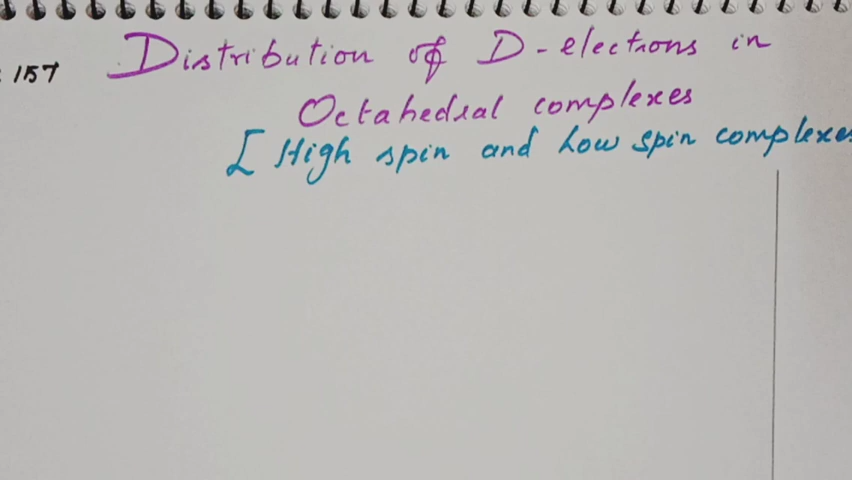 : 157
Distribution of D-electrons in
Octahedral complexes
[ High spin and Low spin complexes